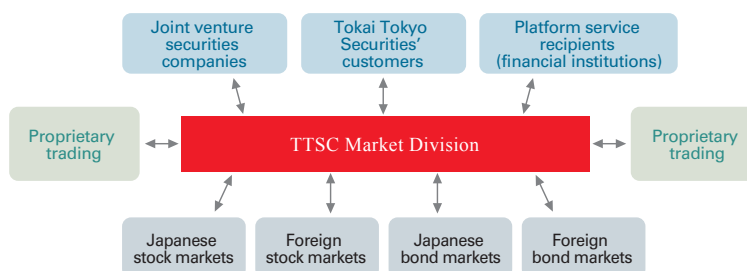 Joint venture
securities
companies
Tokai Tokyo
Securities'
customers
Platform service
recipients
(financial institutions)
Proprietary
trading
TTSC Market Division
Proprietary
trading
Japanese
stock markets
Foreign
stock markets
Japanese
bond markets
Foreign
bond markets